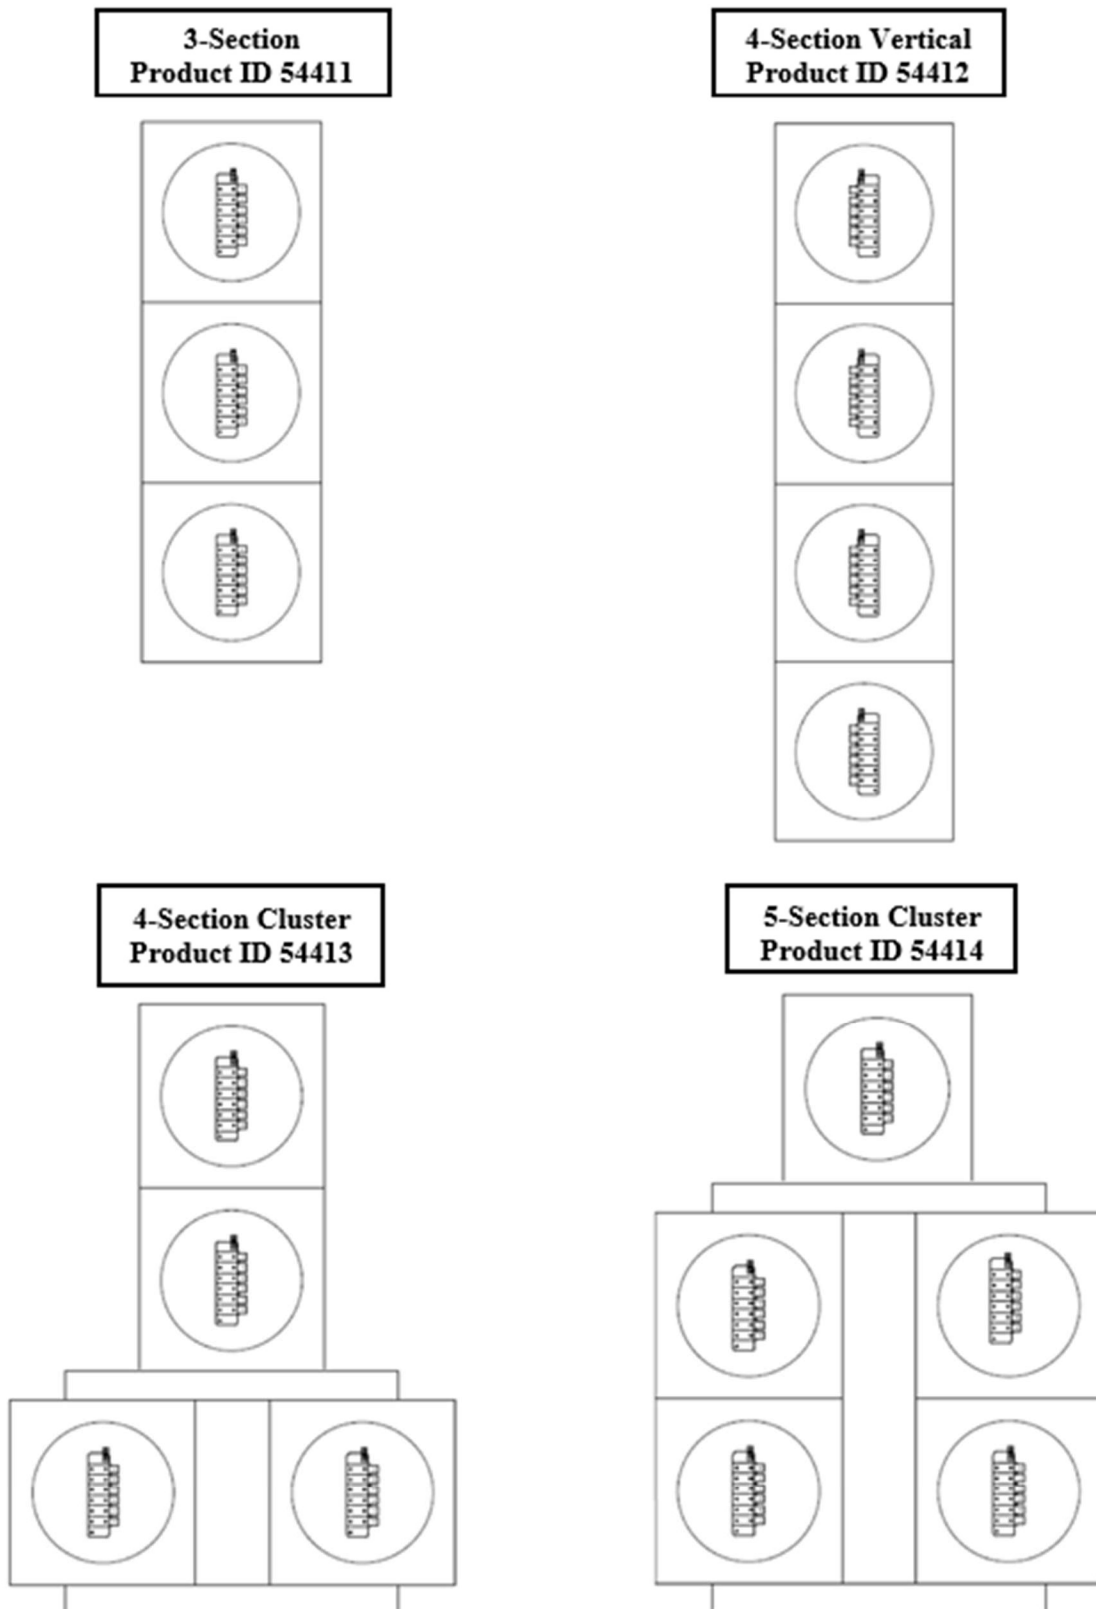 3-Section
Product ID 54411
4-Section Vertical
Product ID 54412
4-Section Cluster
Product ID 54413
5-Section Cluster
Product ID 54414